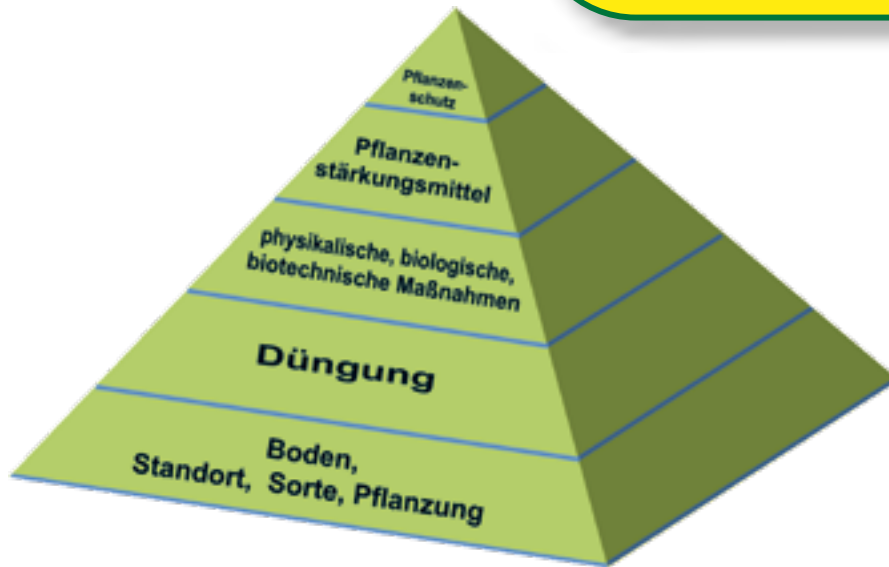 Pflanzen-
schutz
Pflanzen-
stärkungsmittel
physikalische, biologische,
biotechnische Maßnahmen
Düngung
Boden,
Standort, Sorte, Pflanzung